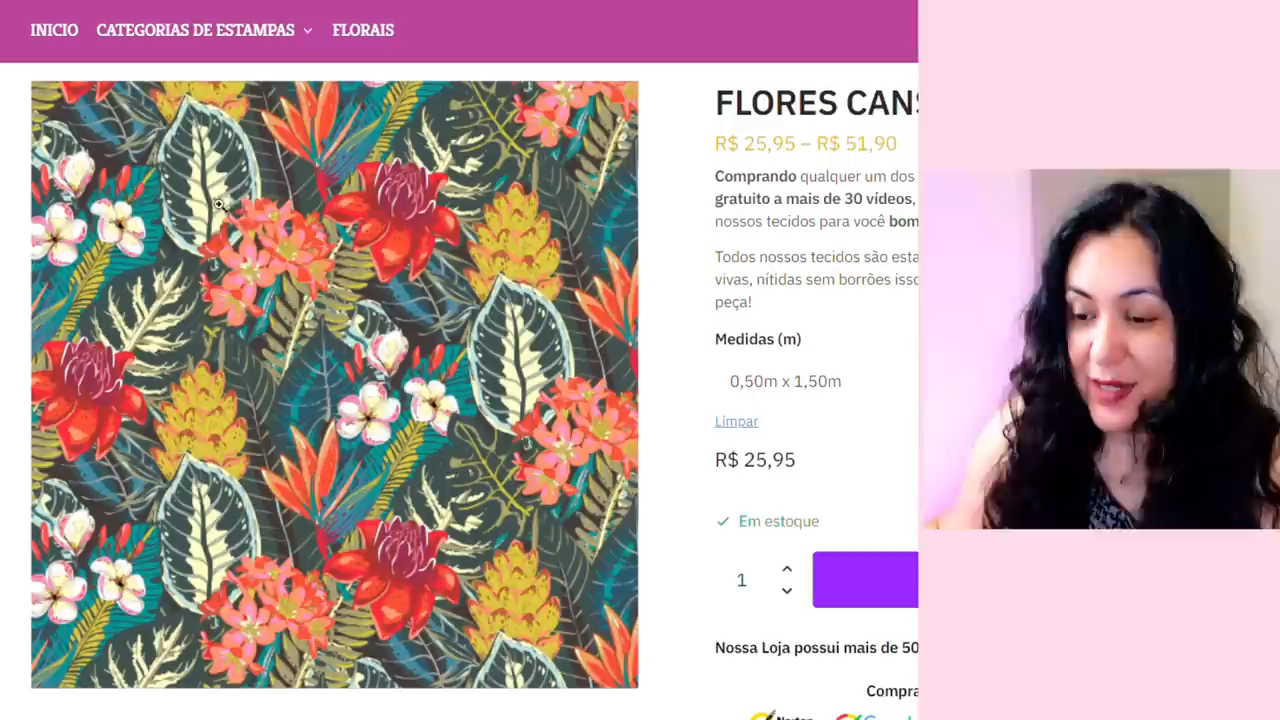 INICIO CATEGORIAS DE ESTAMPAS FLORAIS
FLORES CANS
R$ 25,95 – R$ 51,90
Comprando qualquer um dos
gratuito a mais de 30 vídeos,
nossos tecidos para você bom
Todos nossos tecidos são esta
vivas, nítidas sem borrões isso
peça!
Medidas (m)
0,50m x 1,50m
Limpar
R$ 25,95
Em estoque
1
Nossa Loja possui mais de 50
Compra